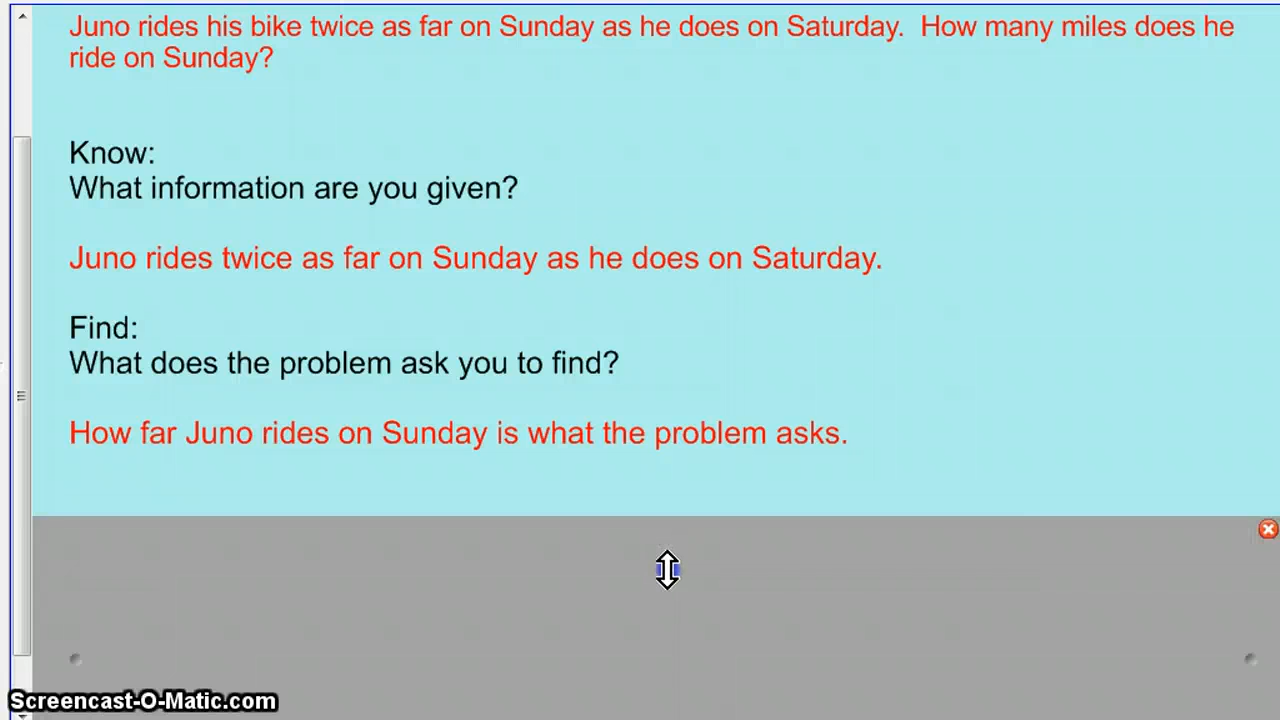 Juno rides his bike twice as far on Sunday as he does on Saturday.  How many miles does he
ride on Sunday?
Know:
What information are you given?
Juno rides twice as far on Sunday as he does on Saturday.
Find:
What does the problem ask you to find?
How far Juno rides on Sunday is what the problem asks.
Screencast-O-Matic.com